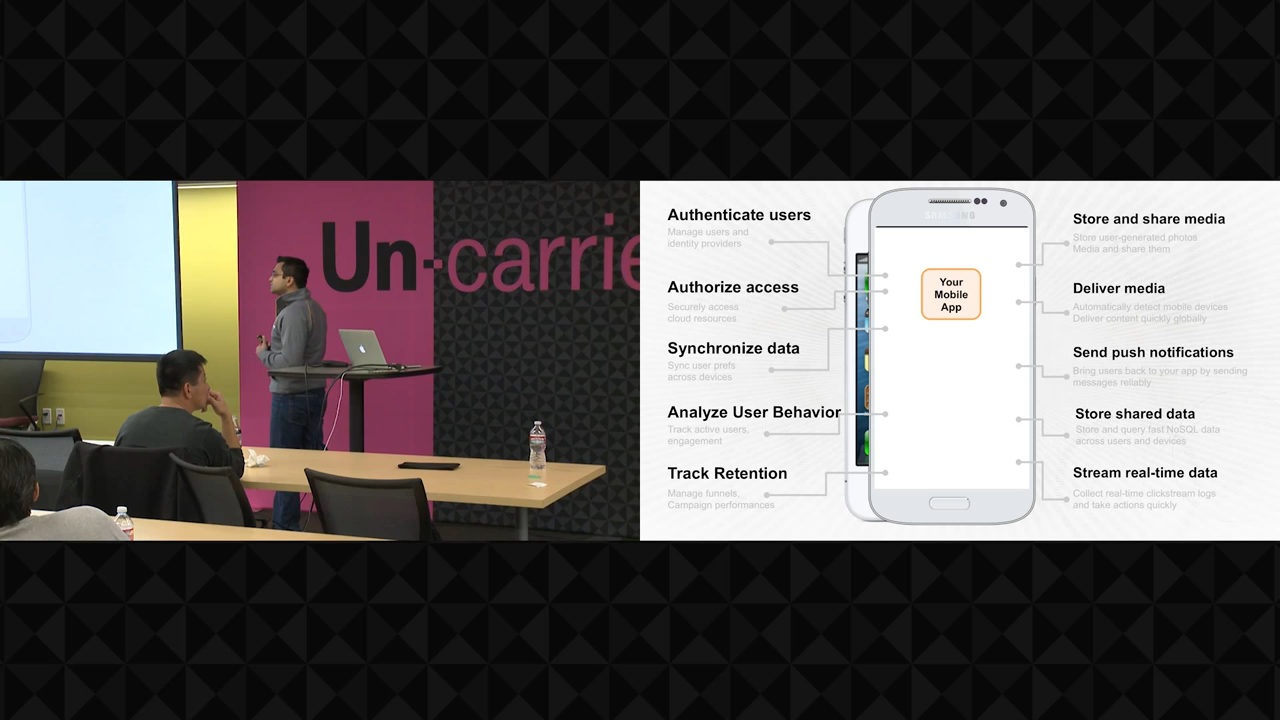 Un-carrie
Authenticate users
Manage users and
identity providers
Authorize access
Securely access
cloud resources
Synchronize data
Sync user prefs
across devices
Analyze User Behavior
Track active users,
engagement
Track Retention
Manage funnels,
Campaign performances
SAMSUNG
Your
Mobile
App
Store and share media
Store user-generated photos
Media and share them
Deliver media
Automatically detect mobile devices
Deliver content quickly globally
Send push notifications
Bring users back to your app by sending
messages reliably
Store shared data
Store and query fast NoSQL data
across users and devices
Stream real-time data
Collect real-time clickstream logs
and take actions quickly